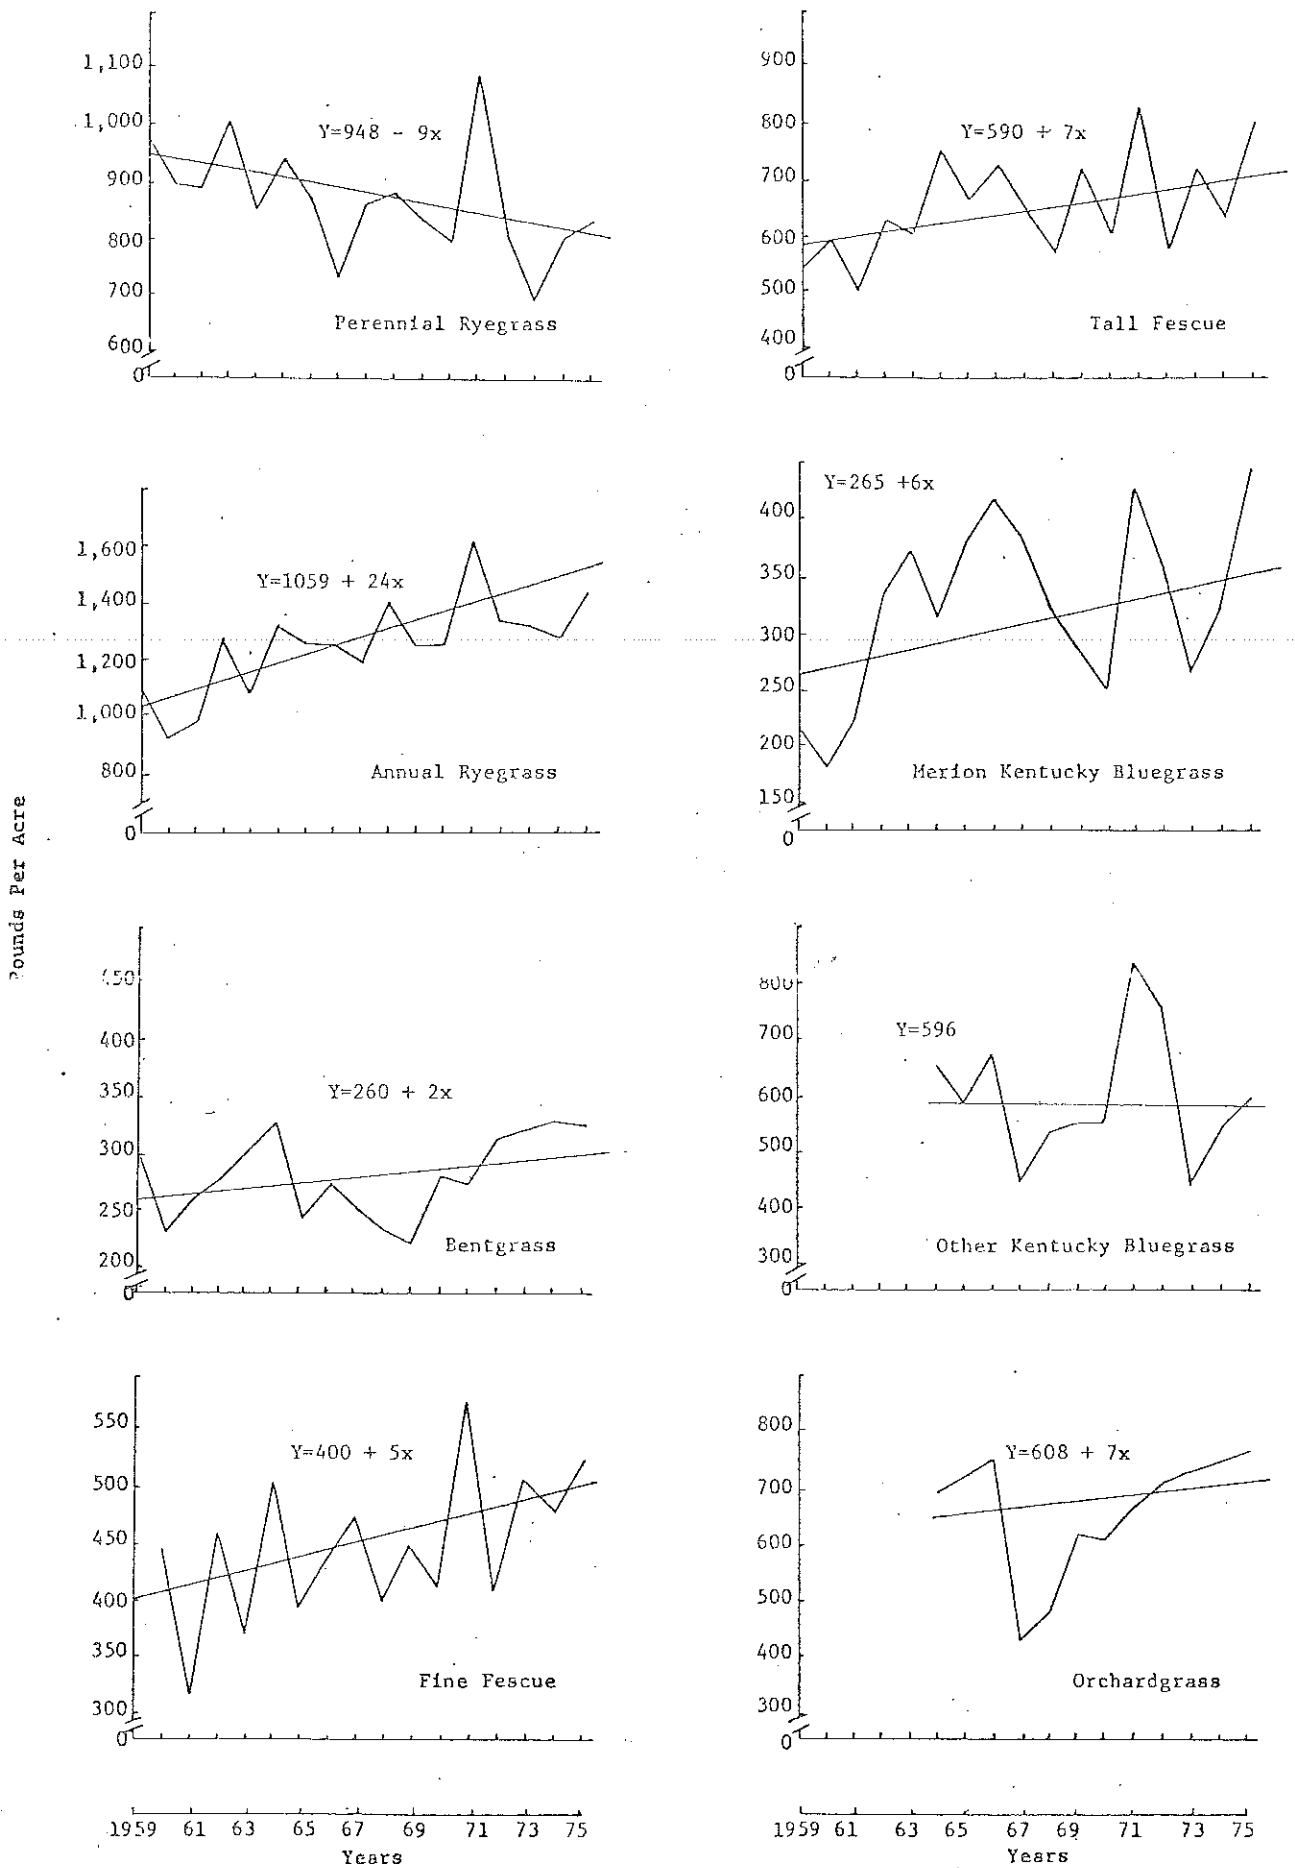 Pounds Per Acre
1,100
1,000
900
800
700
600
0
Y=948 - 9x
Perennial Ryegrass
900
800
700
600
500
400
0
Y=590 + 7x
Tall Fescue
1,600
1,400
1,200
1,000
800
0
Y=1059 + 24x
Annual Ryegrass
400
350
300
250
200
150
0
Y=265 +6x
Merion Kentucky Bluegrass
450
400
350
300
250
200
0
Y=260 + 2x
Bentgrass
800
700
600
500
400
300
0
Y=596
Other Kentucky Bluegrass
550
500
450
400
350
300
0
Y=400 + 5x
Fine Fescue
800
700
600
500
400
300
0
Y=608 + 7x
Orchardgrass
1959 61 63 65 67 69 71 73 75
Years
1959 61 63 65 67 69 71 73 75
Years